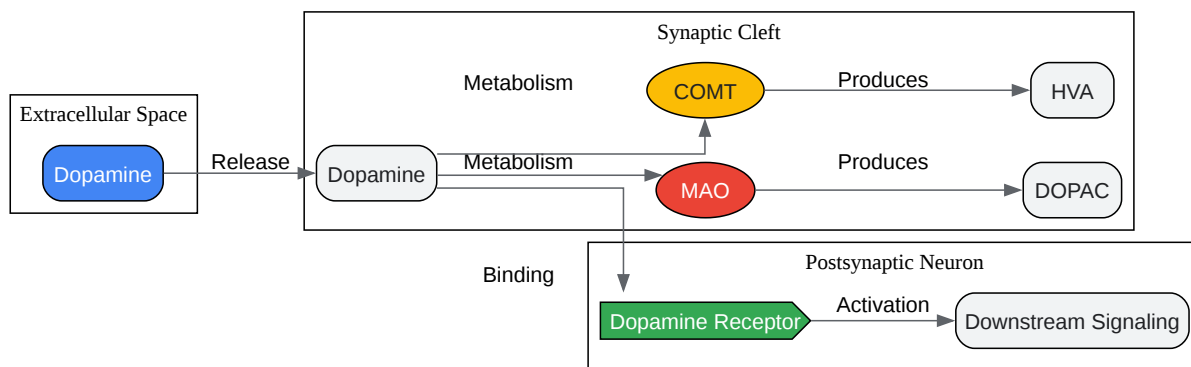 Synaptic Cleft
Metabolism
COMT
Produces
HVA
Extracellular Space
Dopamine
Release
Dopamine
Metabolism
MAO
Produces
DOPAC
Binding
Postsynaptic Neuron
Dopamine Receptor
Activation
Downstream Signaling